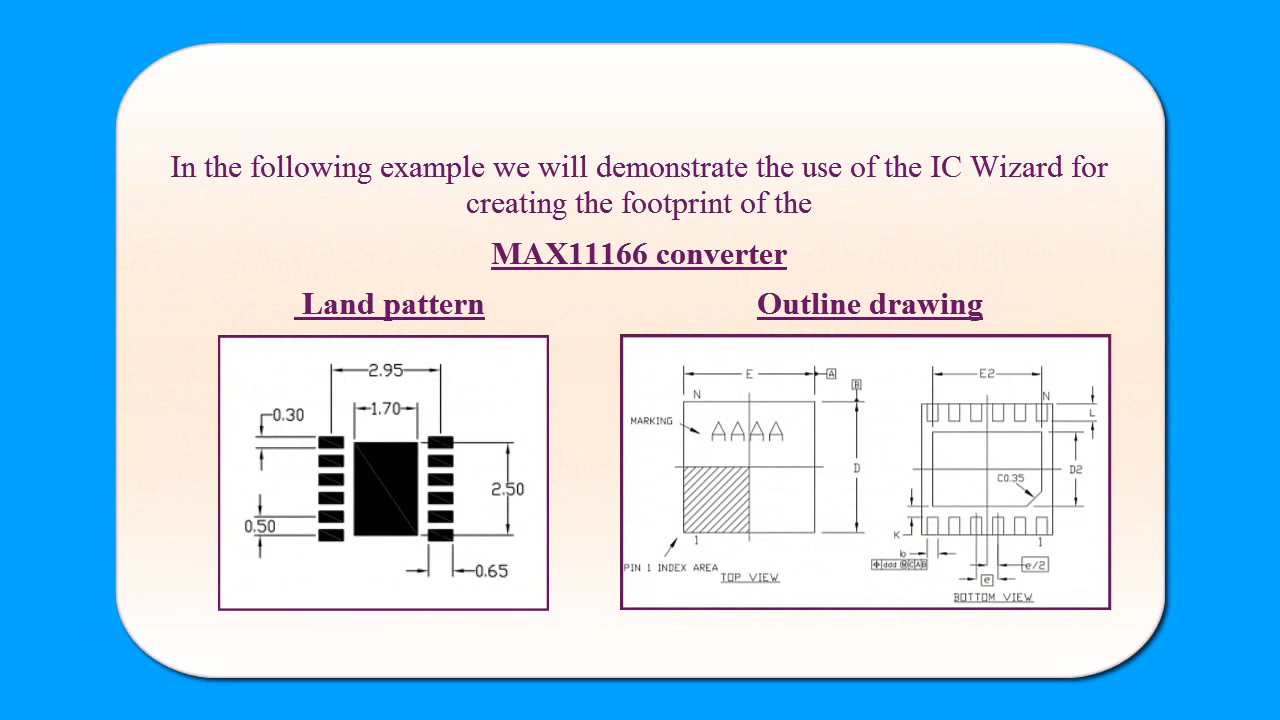 In the following example we will demonstrate the use of the IC Wizard for
creating the footprint of the
MAX11166 converter
Land pattern
Outline drawing
2.95
1.70
0.30
2.50
0.50
0.65
E
A
B
N
MARKING
AAAA
D
1
PIN 1 INDEX AREA
TOP VIEW
E2
N
L
D2
C0.35
K
1
b
ddd M C A B
e/2
e
BOTTOM VIEW